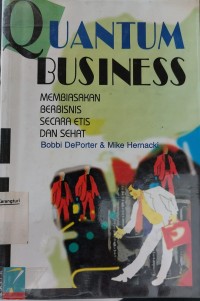 QUANTUM
BUSINESS
MEMBIASAKAN
BERBISNIS
SECARA ETIS
DAN SEHAT
Bobbi DePorter & Mike Hernacki